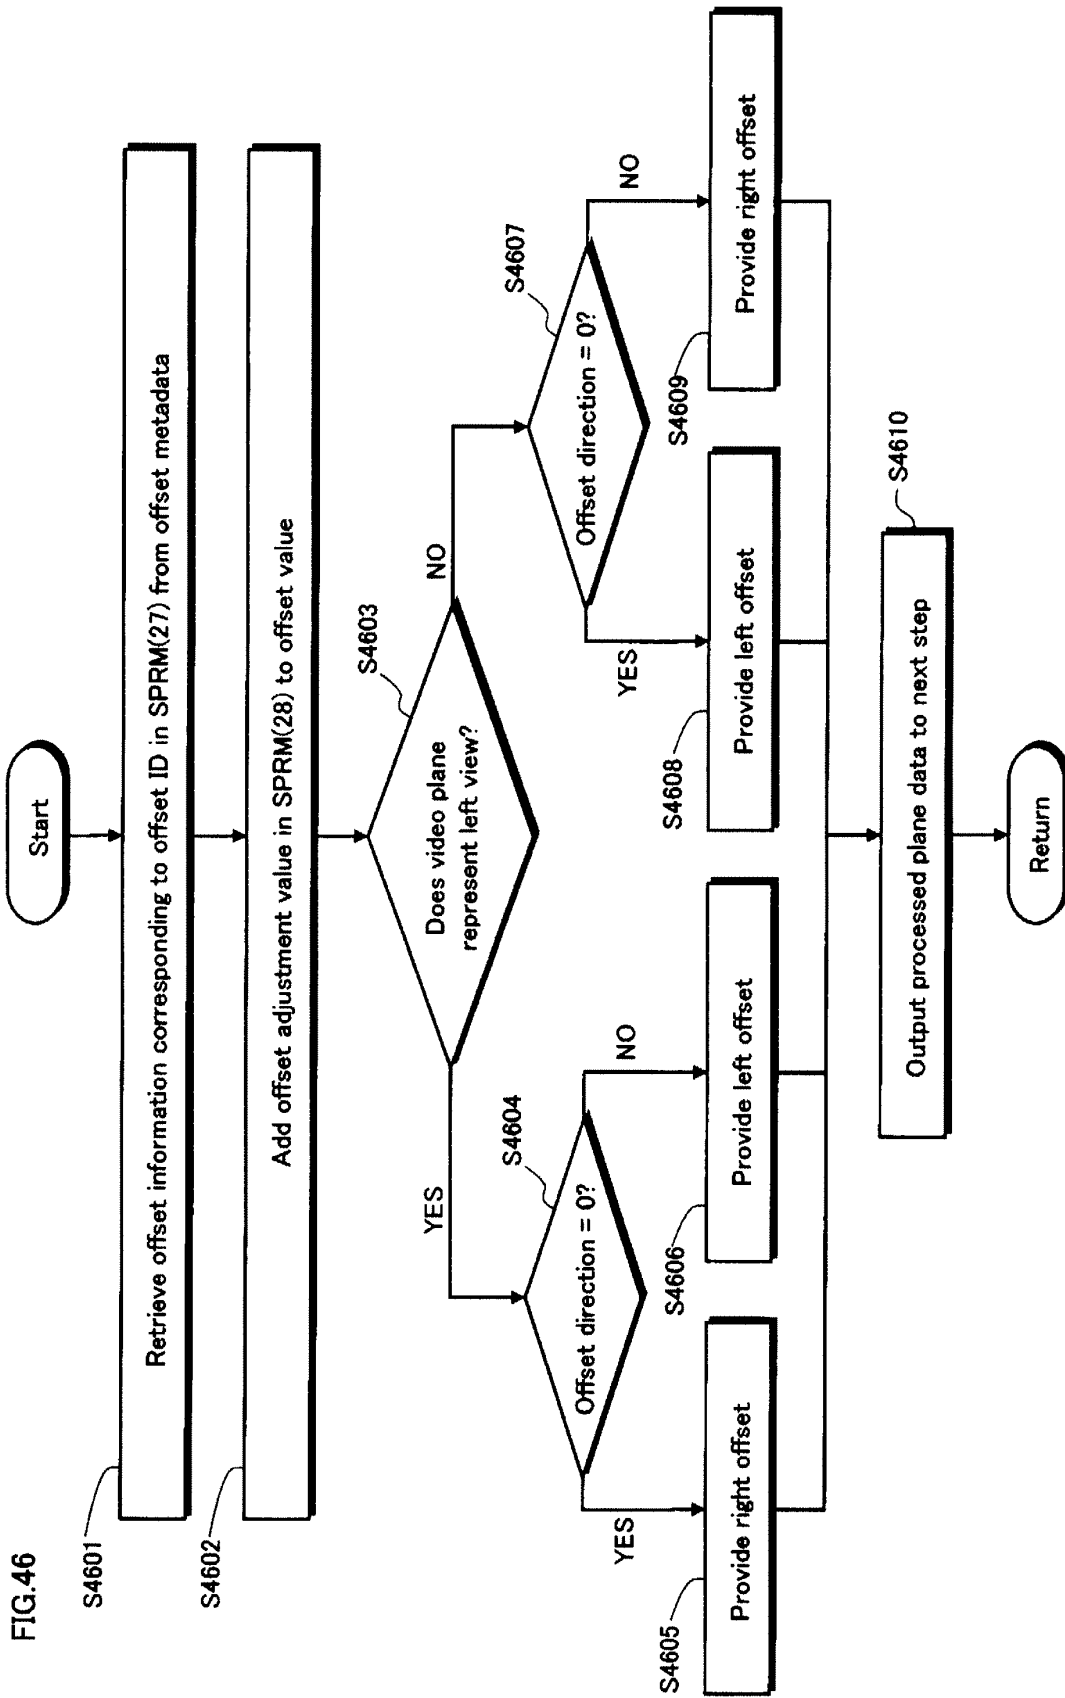 FIG.46
Start
S4601
Retrieve offset information corresponding to offset ID in SPRM(27) from offset metadata
S4602
Add offset adjustment value in SPRM(28) to offset value
S4603
Does video plane
represent left view?
YES
NO
S4604
Offset direction = 0?
S4607
Offset direction = 0?
YES
NO
YES
NO
S4605
Provide right offset
S4606
Provide left offset
S4608
Provide left offset
S4609
Provide right offset
S4610
Output processed plane data to next step
Return